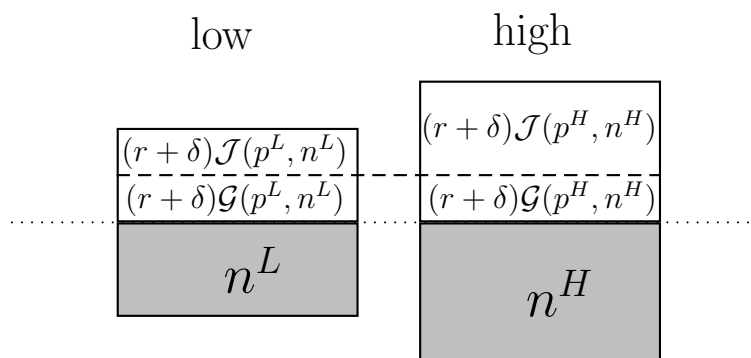 low high
(r + δ)𝒥(p^L, n^L) (r + δ)𝒥(p^H, n^H)
(r + δ)𝒢(p^L, n^L) (r + δ)𝒢(p^H, n^H)
n^L n^H